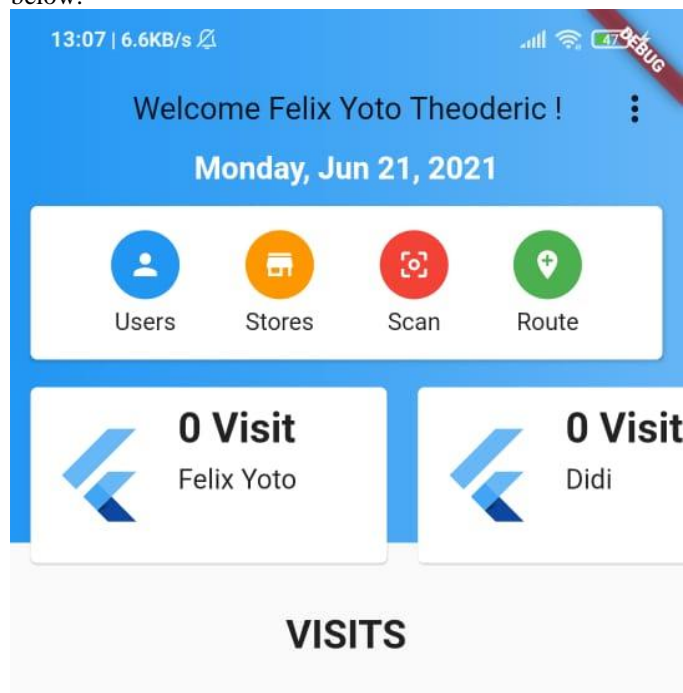 below.
13:07 | 6.6KB/s
47
DEBUG
Welcome Felix Yoto Theoderic !
Monday, Jun 21, 2021
Users Stores Scan Route
0 Visit 0 Visit
Felix Yoto Didi
VISITS